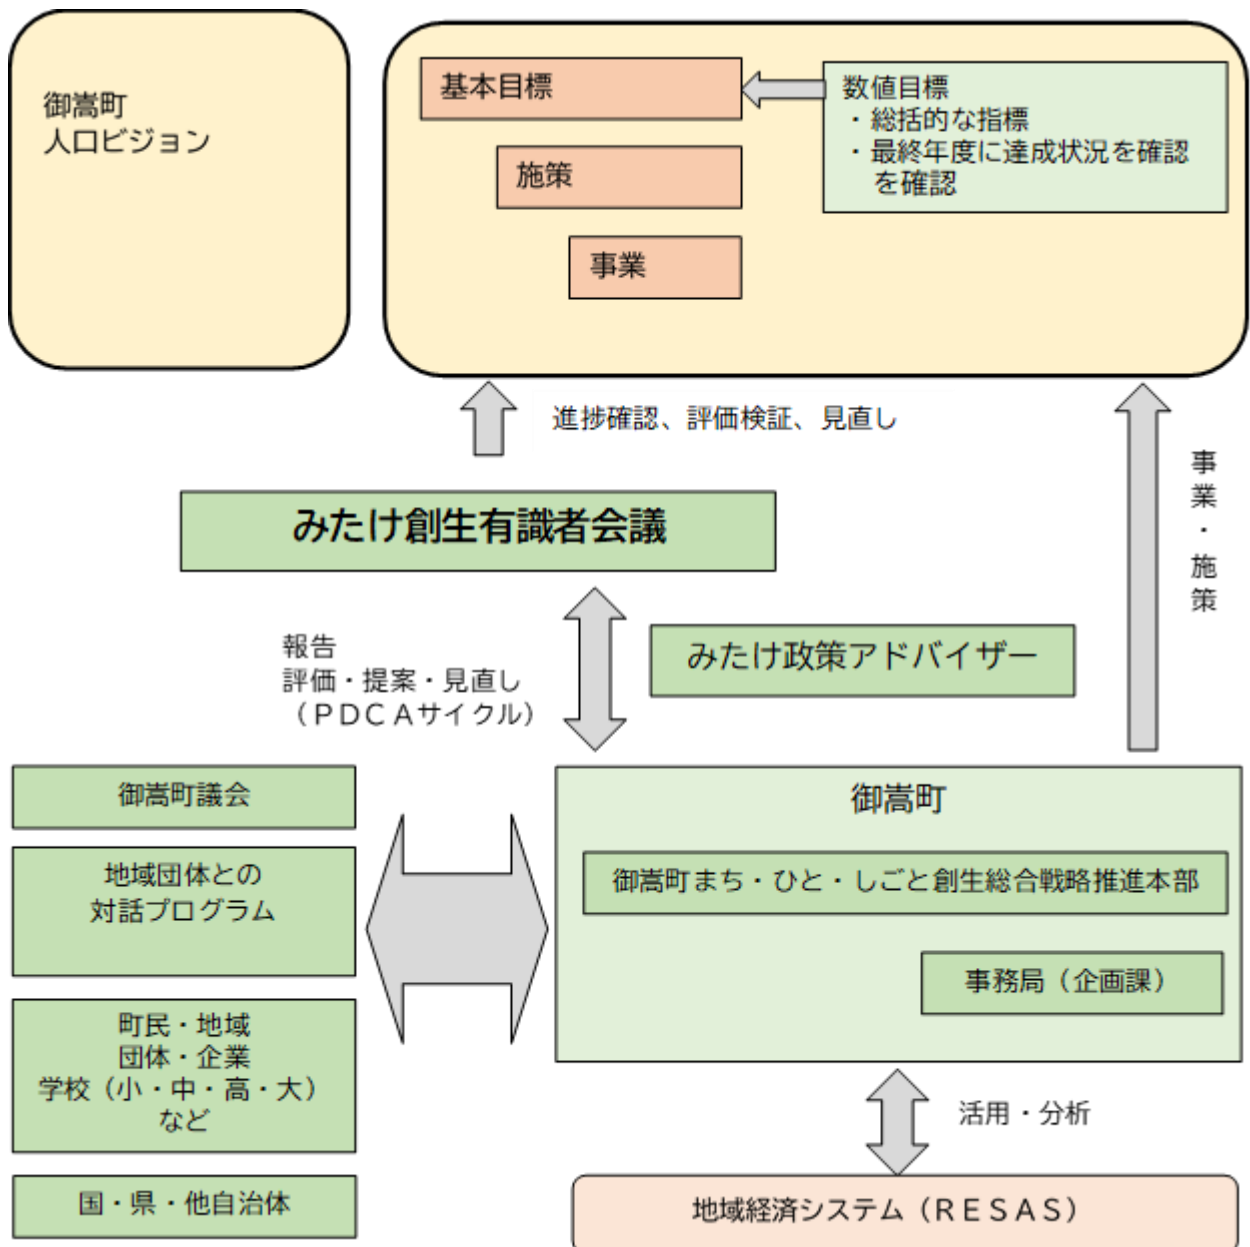 御嵩町
人口ビジョン
基本目標
施策
事業
数値目標
・総括的な指標
・最終年度に達成状況を確認
を確認
進捗確認、評価検証、見直し
事業・施策
みたけ創生有識者会議
報告
評価・提案・見直し
（ＰＤＣＡサイクル）
みたけ政策アドバイザー
御嵩町議会
地域団体との
対話プログラム
町民・地域
団体・企業
学校（小・中・高・大）
など
国・県・他自治体
御嵩町
御嵩町まち・ひと・しごと創生総合戦略推進本部
事務局（企画課）
活用・分析
地域経済システム（ＲＥＳＡＳ）